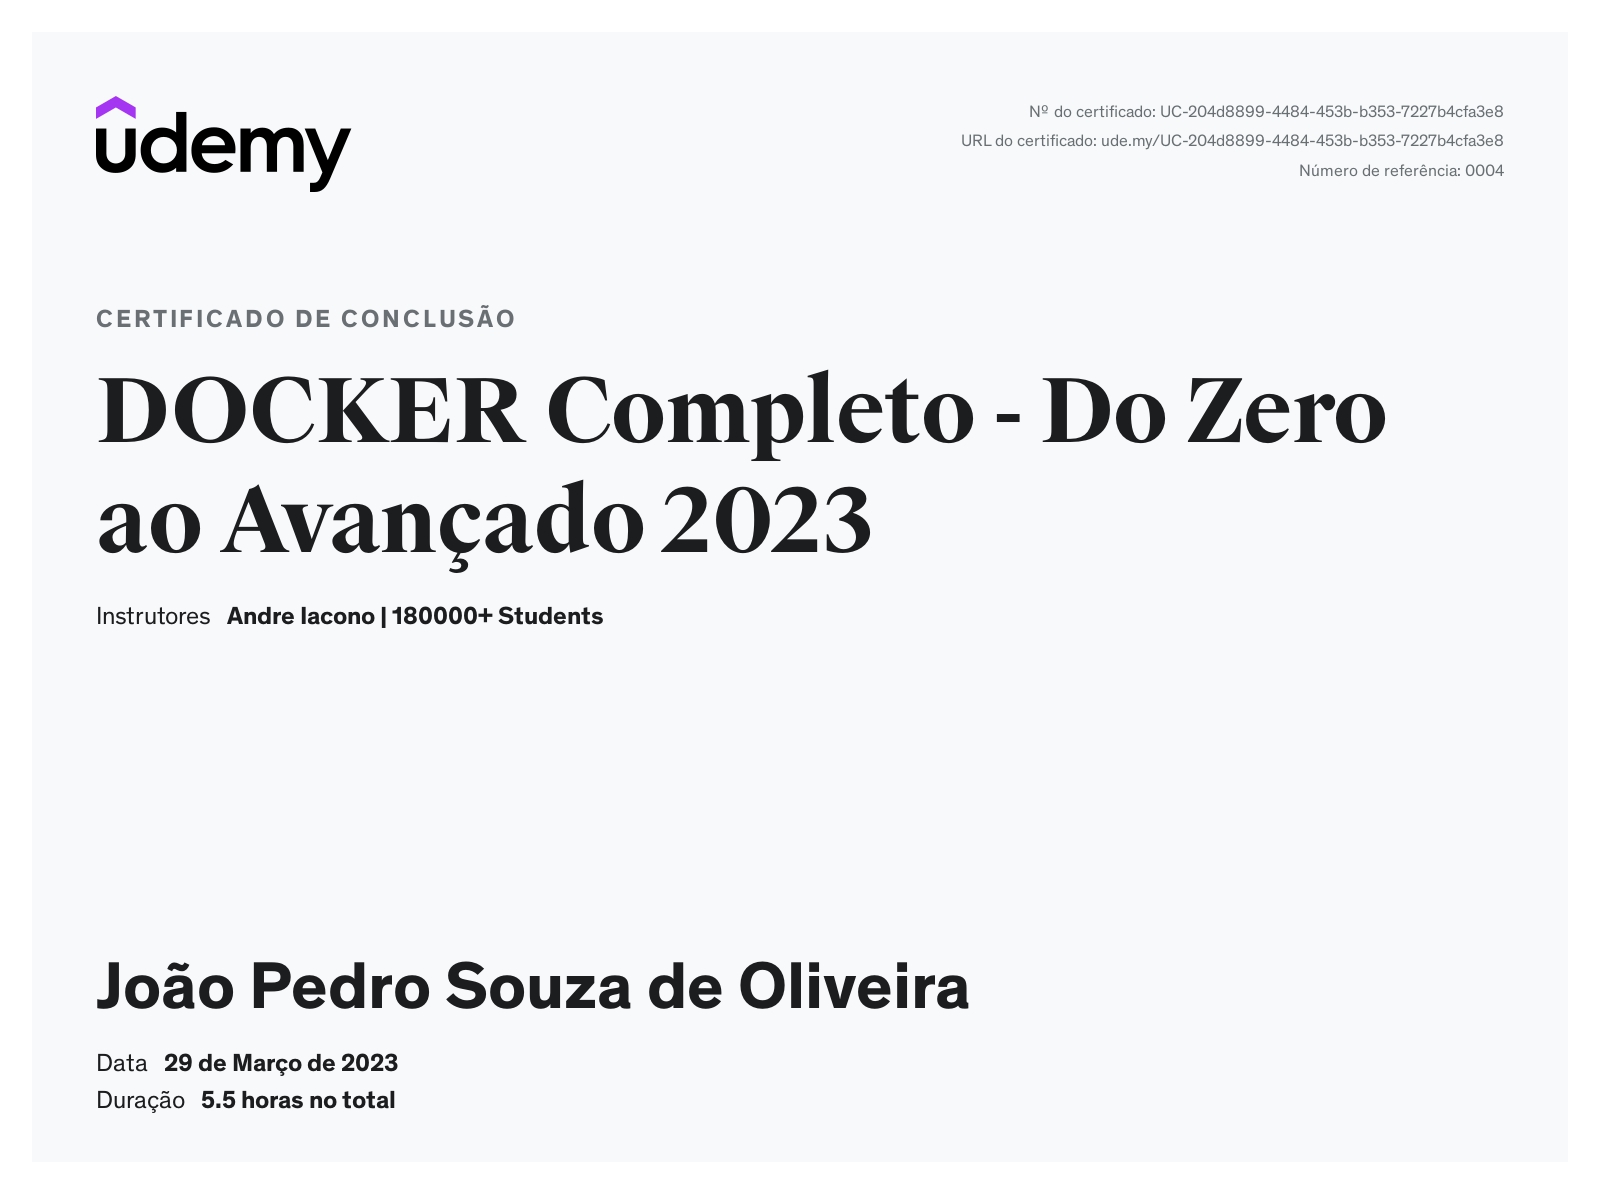 udemy
Nº do certificado: UC-204d8899-4484-453b-b353-7227b4cfa3e8
URL do certificado: ude.my/UC-204d8899-4484-453b-b353-7227b4cfa3e8
Número de referência: 0004
CERTIFICADO DE CONCLUSÃO
DOCKER Completo - Do Zero
ao Avançado 2023
Instrutores Andre Iacono | 180000+ Students
João Pedro Souza de Oliveira
Data 29 de Março de 2023
Duração 5.5 horas no total